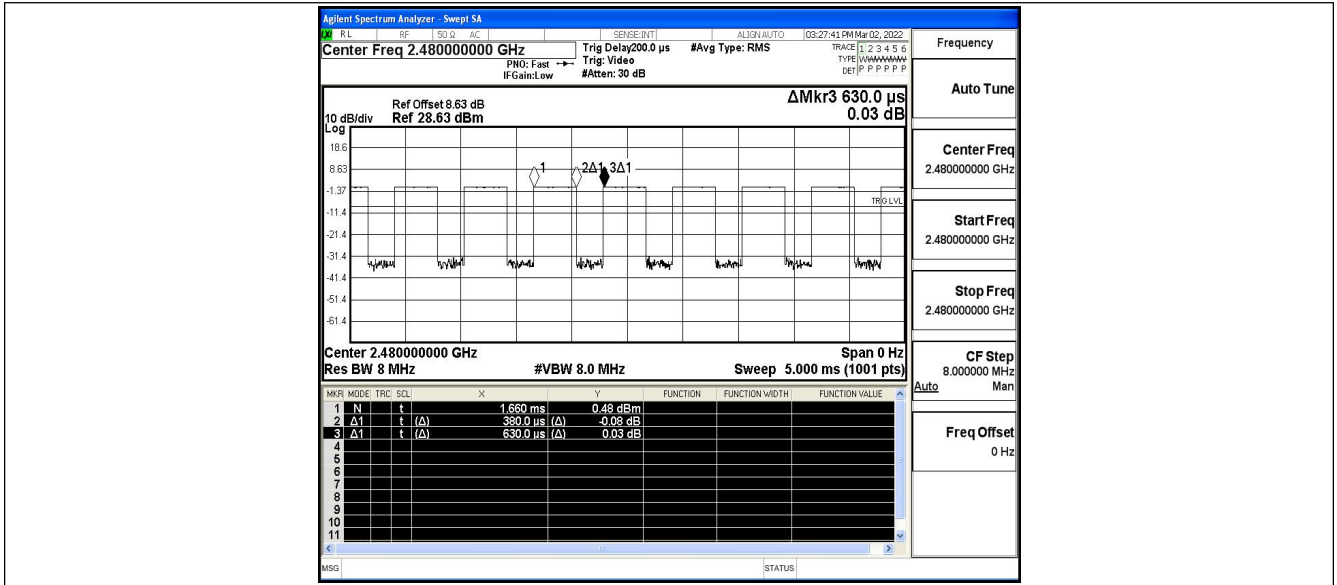 Agilent Spectrum Analyzer - Swept SA
RL RF 50 Ω AC SENSE:INT ALIGN AUTO 03:27:41 PM Mar 02, 2022
Center Freq 2.480000000 GHz Trig Delay200.0 µs #Avg Type: RMS TRACE 1 2 3 4 5 6 Frequency
PNO: Fast Trig: Video TYPE
IFGain:Low #Atten: 30 dB DET P P P P P P
Auto Tune
ΔMkr3 630.0 µs
Ref Offset 8.63 dB 0.03 dB
10 dB/div Ref 28.63 dBm
Log
18.6
8.63
-1.37
-11.4
-21.4
-31.4
-41.4
-51.4
-61.4
1 2Δ1 3Δ1
TRIG LVL
Center Freq
2.480000000 GHz
Start Freq
2.480000000 GHz
Stop Freq
2.480000000 GHz
Center 2.480000000 GHz Span 0 Hz
Res BW 8 MHz #VBW 8.0 MHz Sweep 5.000 ms (1001 pts)
CF Step
8.000000 MHz
Auto Man
MKR MODE TRC SCL X Y FUNCTION FUNCTION WIDTH FUNCTION VALUE
1 N t 1.660 ms 0.48 dBm
2 Δ1 t (Δ) 380.0 µs (Δ) -0.08 dB
3 Δ1 t (Δ) 630.0 µs (Δ) 0.03 dB
4
5
6
7
8
9
10
11
Freq Offset
0 Hz
MSG STATUS